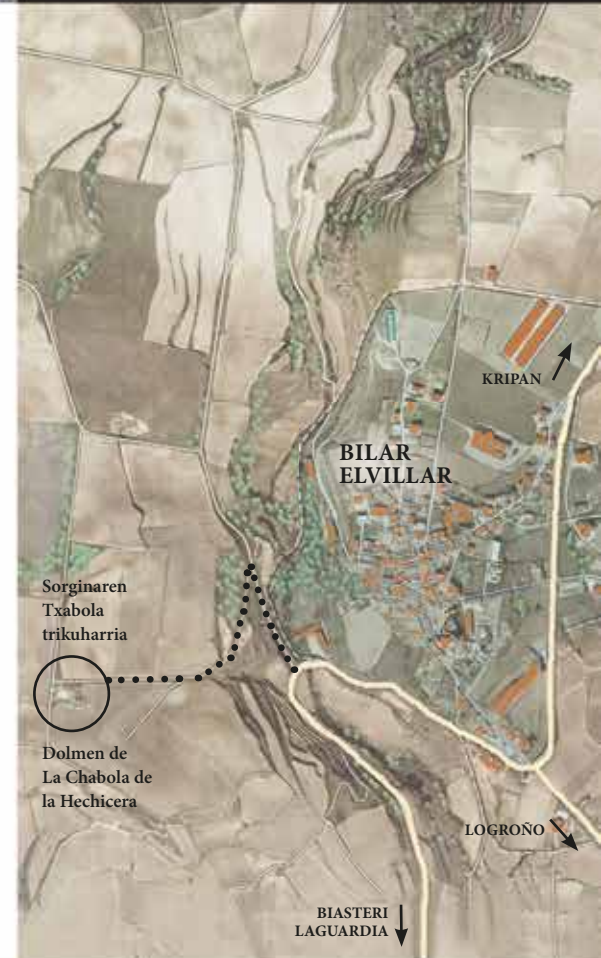 KRIPAN
BILAR
ELVILLAR
Sorginaren
Txabola
trikuharria
Dolmen de
La Chabola de
la Hechicera
LOGROÑO
BIASTERI
LAGUARDIA